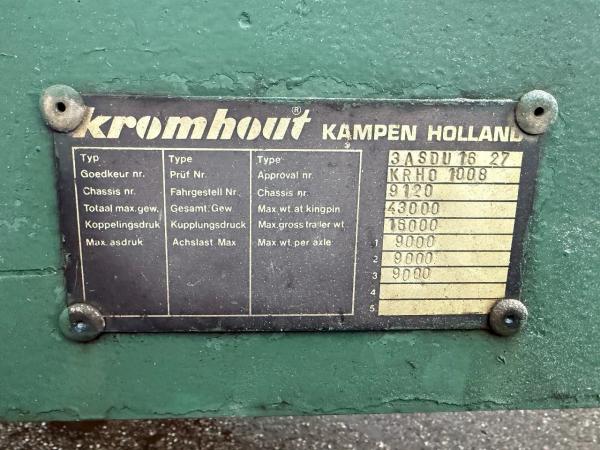 kromhout® KAMPEN HOLLAND
Typ Type Type 3ASDU 16 27
Goedkeur nr. Prüf Nr. Approval nr. KRHO 1008
Chassis nr. Fahrgestell Nr. Chassis nr. 9120
Totaal max.gew. Gesamt. Gew Max.wt.at kingpin 43000
Koppelingsdruk Kupplungsdruck Max.gross trailer wt. 16000
Max.asdruk Achslast Max Max.wt.per axle 1 9000
2 9000
3 9000
4
5